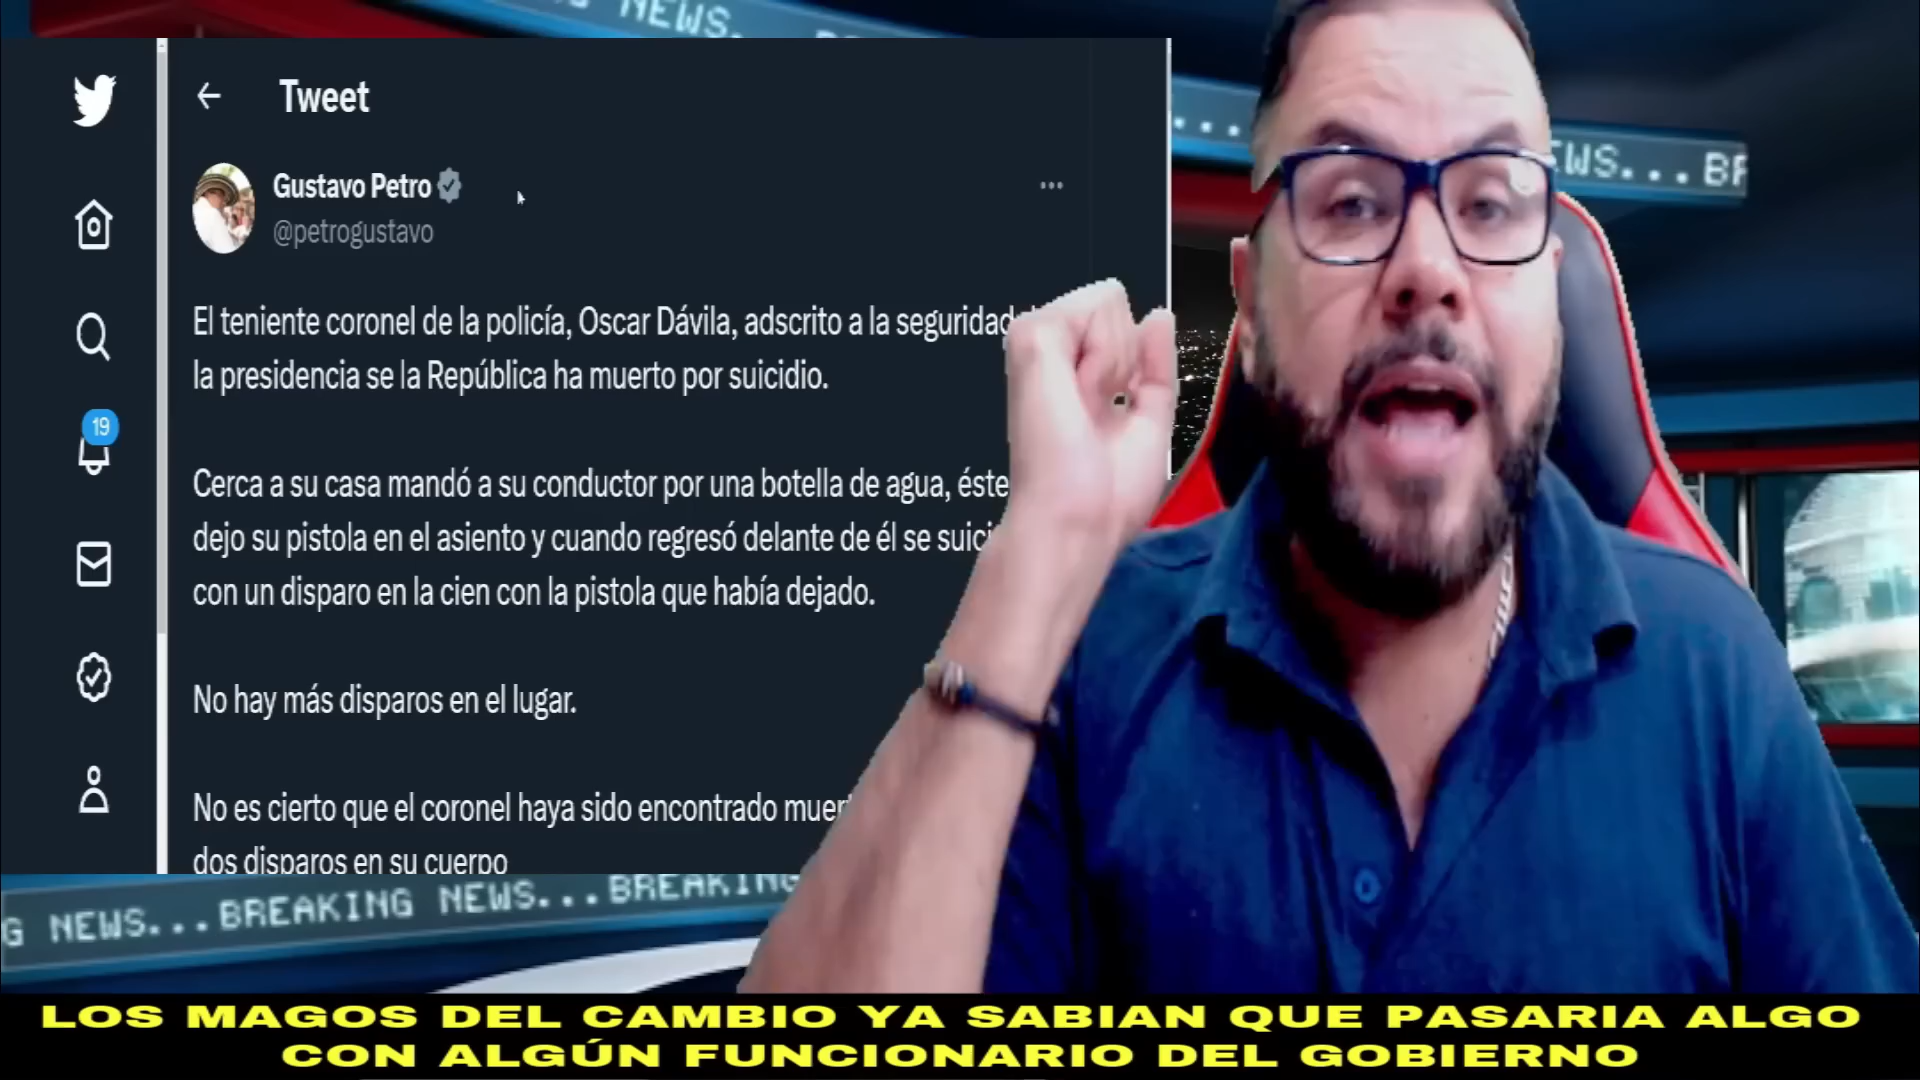 NEWS.
Tweet
Gustavo Petro
@petrogustavo
...EWS...BR
19
El teniente coronel de la policía, Oscar Dávila, adscrito a la seguridad
la presidencia se la República ha muerto por suicidio.
Cerca a su casa mandó a su conductor por una botella de agua, éste
dejo su pistola en el asiento y cuando regresó delante de él se suici
con un disparo en la cien con la pistola que había dejado.
No hay más disparos en el lugar.
No es cierto que el coronel haya sido encontrado muer
dos disparos en su cuerpo
G NEWS...BREAKING NEWS...BREAKING
LOS MAGOS DEL CAMBIO YA SABIAN QUE PASARIA ALGO
CON ALGÚN FUNCIONARIO DEL GOBIERNO